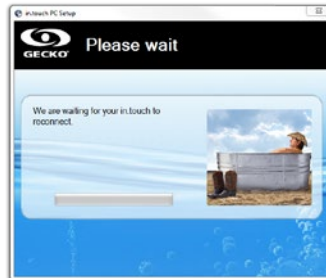 in.touch PC Setup
GECKO
Please wait
We are waiting for your in.touch to
reconnect.